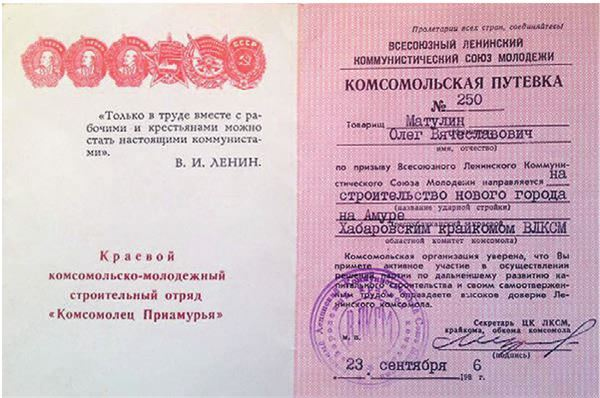 «Только в труде вместе с ра-
бочими и крестьянами можно
стать настоящими коммуниста-
ми».
В. И. ЛЕНИН.
Краевой
комсомольско-молодежный
строительный отряд
«Комсомолец Приамурья»
Пролетарии всех стран, соединяйтесь!
ВСЕСОЮЗНЫЙ ЛЕНИНСКИЙ
КОММУНИСТИЧЕСКИЙ СОЮЗ МОЛОДЕЖИ
КОМСОМОЛЬСКАЯ ПУТЕВКА
№ 250
Товарищ Матулин
Олег Вячеславович
имя, отчество)
по призыву Всесоюзного Ленинского Коммуни-
стического Союза Молодежи направляется на
строительство нового города
(название ударной стройки)
на Амуре
Хабаровским крайкомом ВЛКСМ
областной комитет комсомола)
Комсомольская организация уверена, что Вы
примете активное участие в осуществлении
решений партии по дальнейшему развитию ка-
питального строительства и своим самоотвержен-
ным трудом оправдаете высокое доверие Ле-
нинского комсомола.
ВЛКСМ
Секретарь ЦК ЛКСМ,
крайкома, обкома комсомола
м. п.
(подпись)
23 сентября 198 6 г.